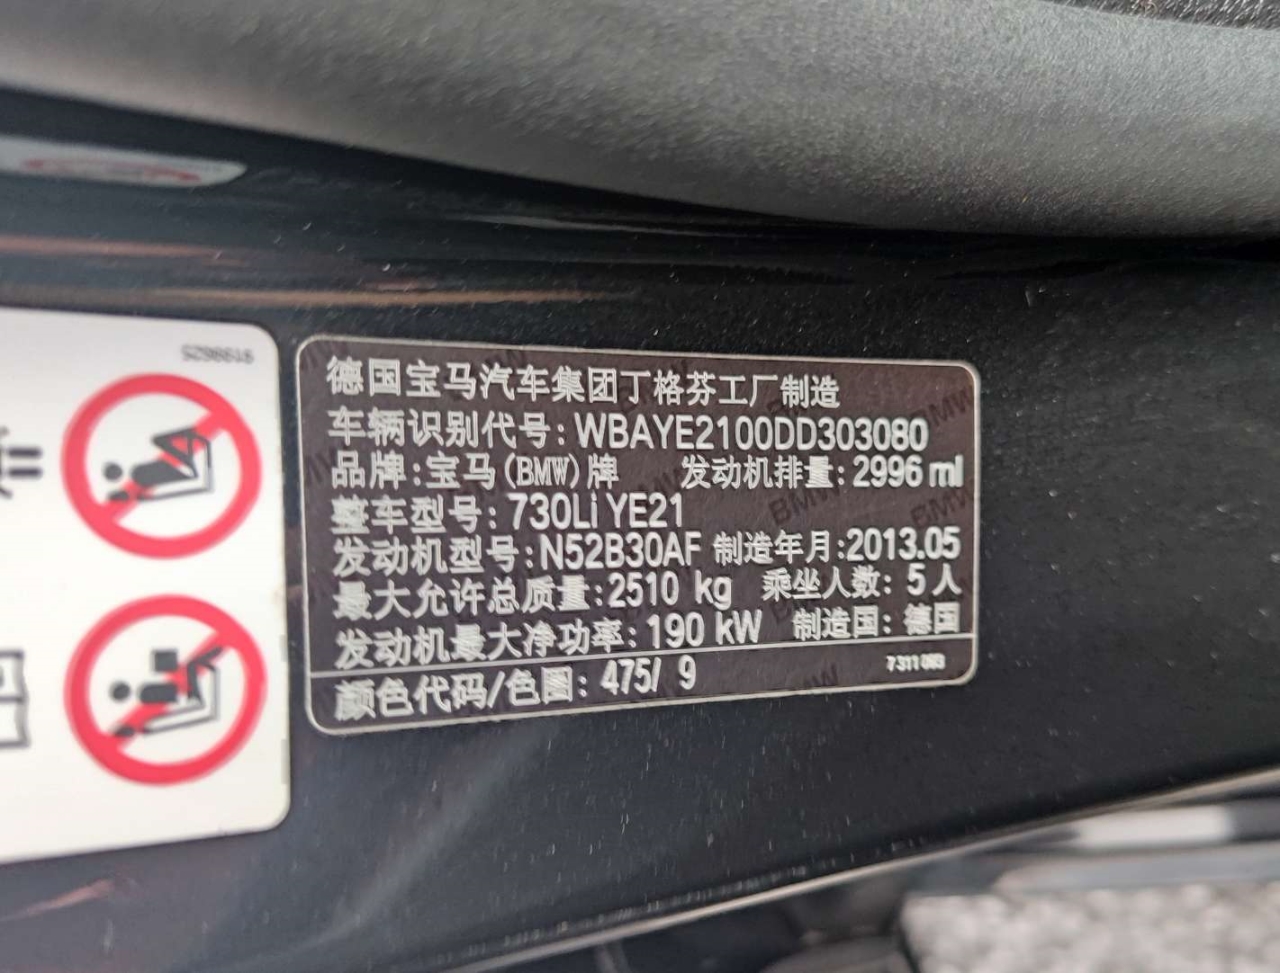 9199625
德国宝马汽车集团丁格芬工厂制造
车辆识别代号:WBAYE2100DD303080
品牌:宝马(BMW)牌 发动机排量:2996 ml
整车型号:730Li YE21
发动机型号:N52B30AF 制造年月:2013.05
最大允许总质量:2510 kg 乘坐人数:5人
发动机最大净功率:190 kW 制造国:德国
颜色代码/色圈:475/ 9 7311093